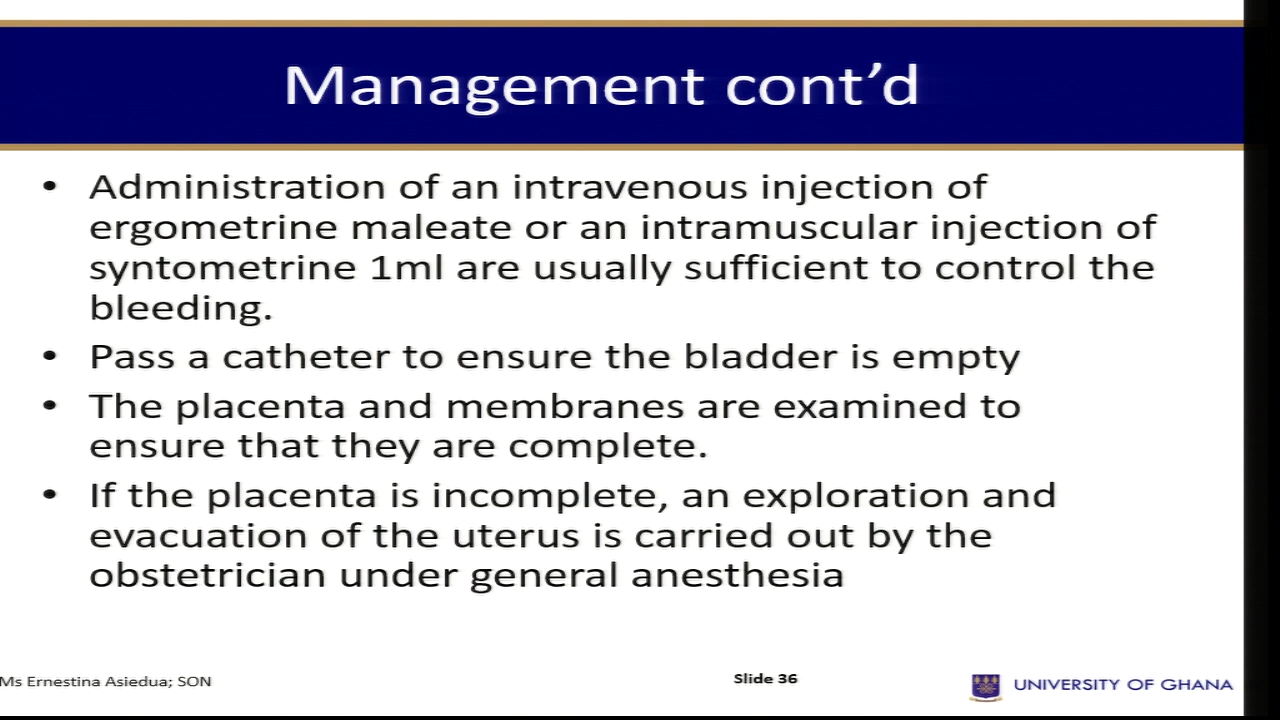 Management cont’d
• Administration of an intravenous injection of
ergometrine maleate or an intramuscular injection of
syntometrine 1ml are usually sufficient to control the
bleeding.
• Pass a catheter to ensure the bladder is empty
• The placenta and membranes are examined to
ensure that they are complete.
• If the placenta is incomplete, an exploration and
evacuation of the uterus is carried out by the
obstetrician under general anesthesia
Ms Ernestina Asiedua; SON
Slide 36
UNIVERSITY OF GHANA